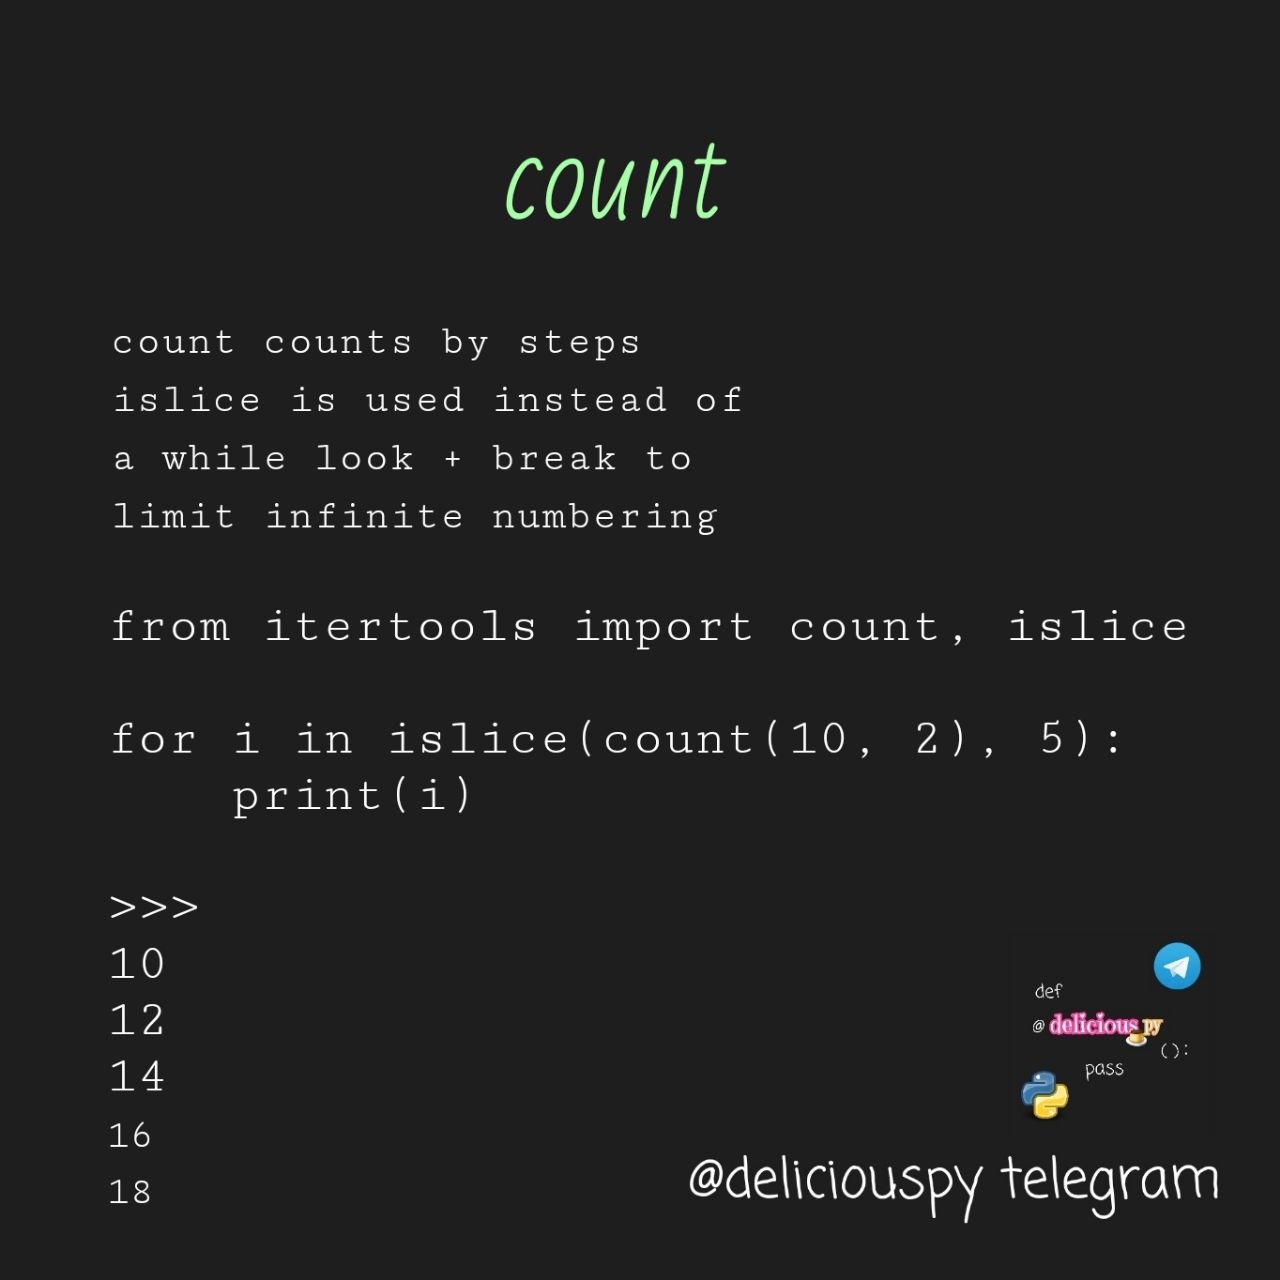 count
count counts by steps
islice is used instead of
a while look + break to
limit infinite numbering
from itertools import count, islice
for i in islice(count(10, 2), 5):
    print(i)
>>>
10
12
14
16
18
def
@ delicious py
():
pass
@deliciouspy telegram